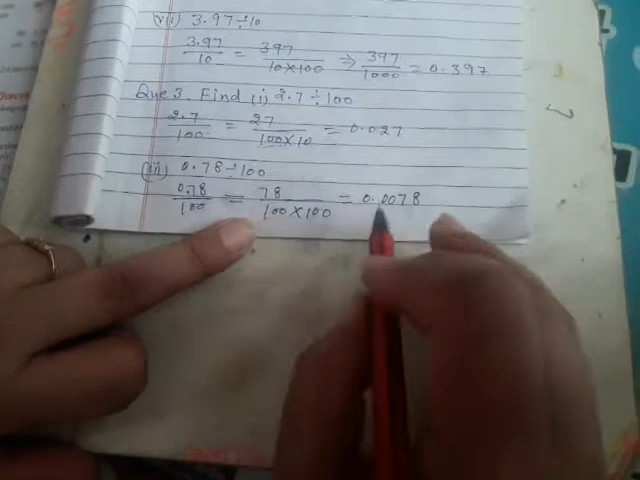 (vii) 3.97÷10
3.97/10 = 397/10×100 ⇒ 397/1000 = 0.397
Que 3. Find (i) 2.7÷100
2.7/100 = 27/100×10 = 0.027
(iii) 0.78÷100
0.78/100 = 78/100×100 = 0.0078